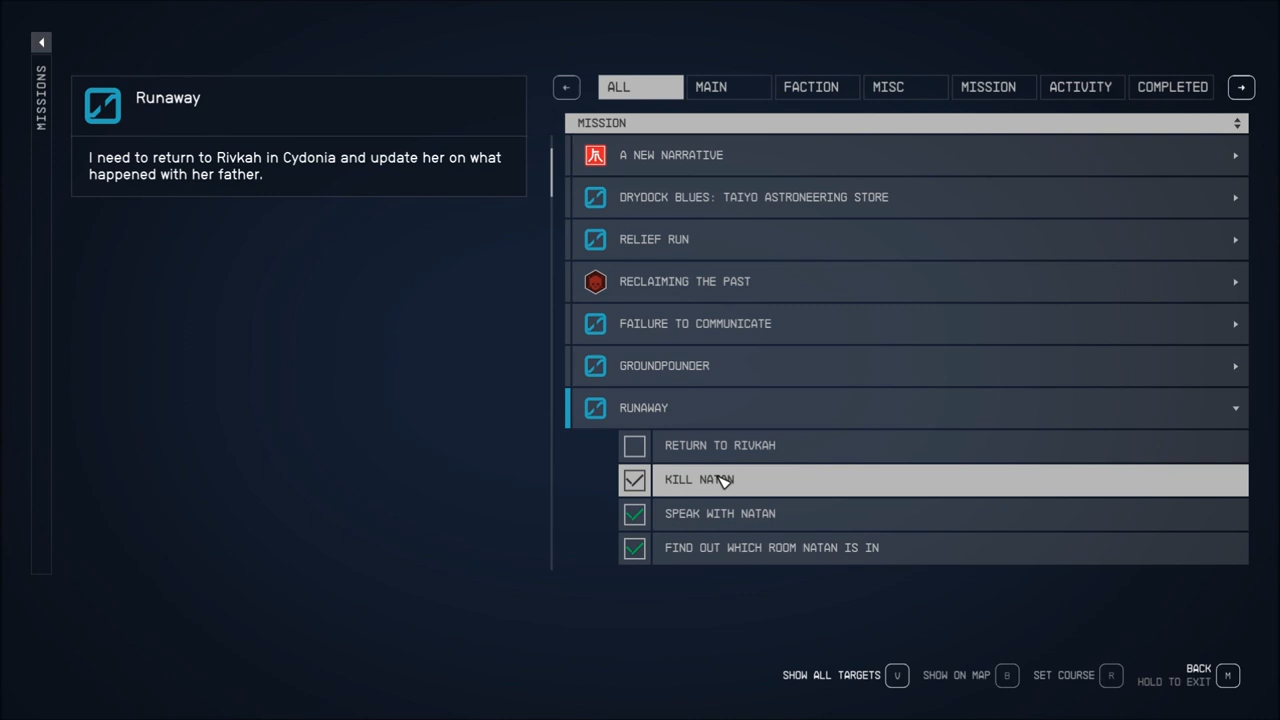 MISSIONS
Runaway
I need to return to Rivkah in Cydonia and update her on what
happened with her father.
ALL MAIN FACTION MISC MISSION ACTIVITY COMPLETED
MISSION
A NEW NARRATIVE
DRYDOCK BLUES: TAIYO ASTRONEERING STORE
RELIEF RUN
RECLAIMING THE PAST
FAILURE TO COMMUNICATE
GROUNDPOUNDER
RUNAWAY
RETURN TO RIVKAH
KILL NATAN
SPEAK WITH NATAN
FIND OUT WHICH ROOM NATAN IS IN
SHOW ALL TARGETS V SHOW ON MAP B SET COURSE R BACK M
HOLD TO EXIT